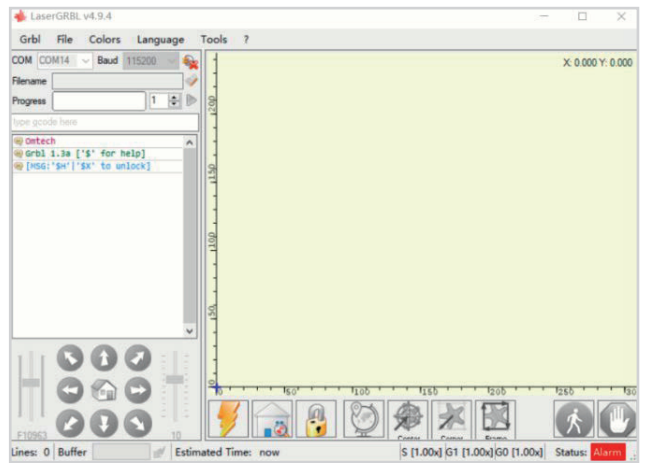 LaserGRBL v4.9.4
Grbl File Colors Language Tools ?
COM COM14 Baud 115200
X: 0.000 Y: 0.000
Filename
Progress 1
type gcode here
Omtech
Grbl 1.3a ['$' for help]
[MSG:'$H'|'$X' to unlock]
200
150
100
50
0
0 50 100 150 200 250 30
Center Corner Frame
F10963 10
Lines: 0 Buffer Estimated Time: now S [1.00x] G1 [1.00x] G0 [1.00x] Status: Alarm